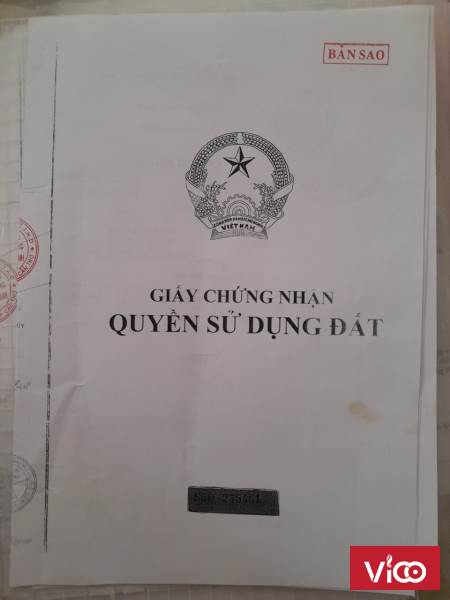 BẢN SAO
VIỆT NAM
GIẤY CHỨNG NHẬN
QUYỀN SỬ DỤNG ĐẤT
Vico